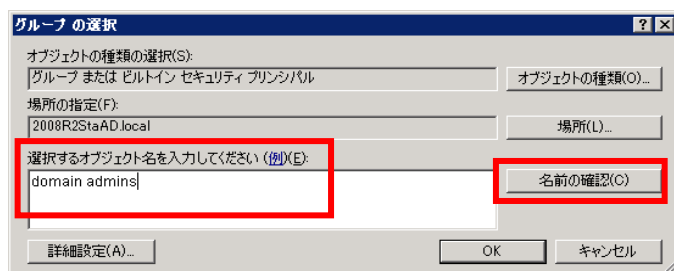 グループ の選択
オブジェクトの種類の選択(S):
グループ または ビルトイン セキュリティ プリンシパル
オブジェクトの種類(O)...
場所の指定(F):
2008R2StaAD.local
場所(L)...
選択するオブジェクト名を入力してください (例)(E):
domain admins
名前の確認(C)
詳細設定(A)...
OK
キャンセル